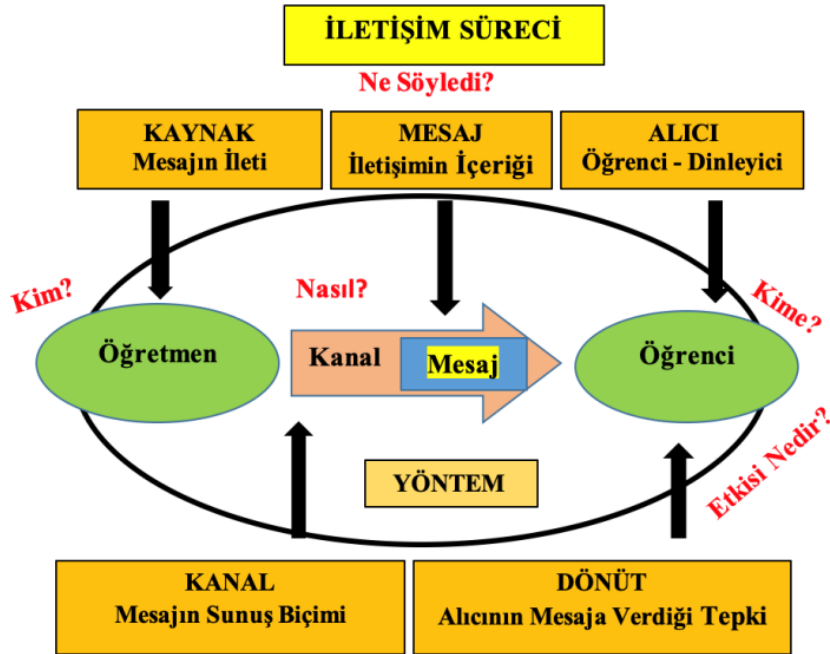 İLETİŞİM SÜRECİ
Ne Söyledi?
KAYNAK
Mesajın İleti
MESAJ
İletişimin İçeriği
ALICI
Öğrenci - Dinleyici
Kim?
Nasıl?
Kime?
Öğretmen
Kanal
Mesaj
Öğrenci
Etkisi Nedir?
YÖNTEM
KANAL
Mesajın Sunuş Biçimi
DÖNÜT
Alıcının Mesaja Verdiği Tepki